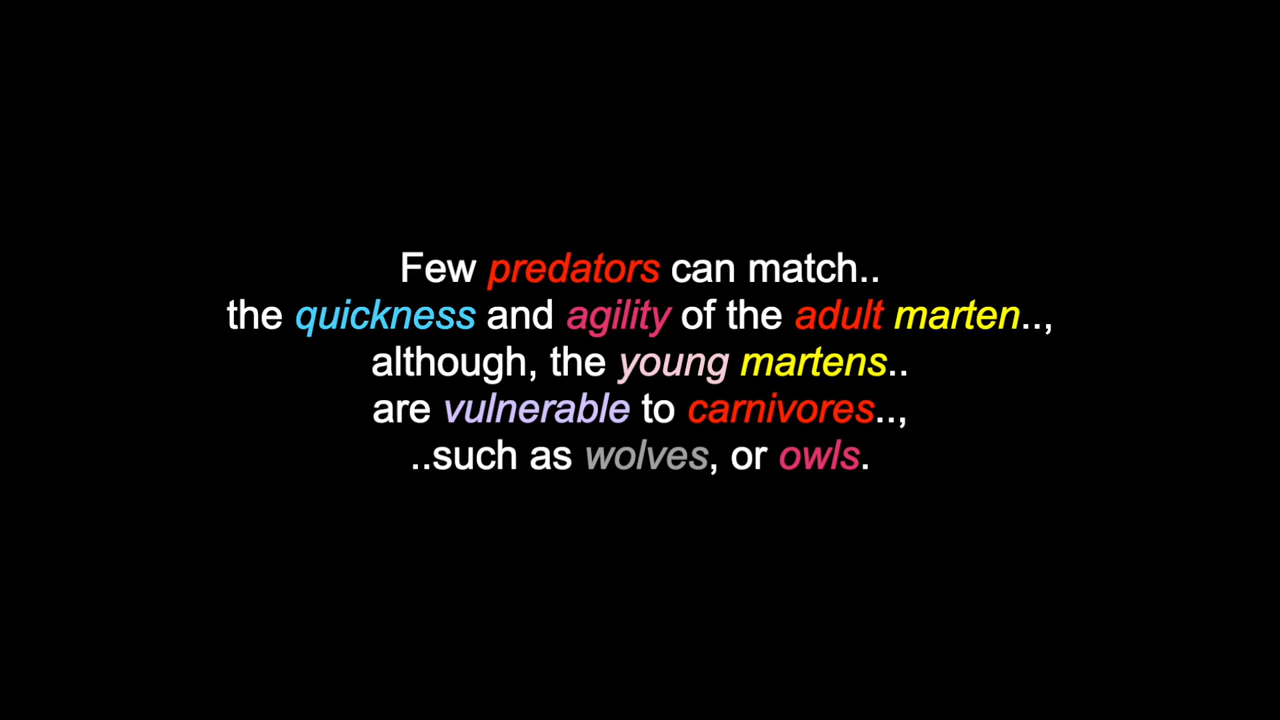 Few predators can match..
the quickness and agility of the adult marten..,
although, the young martens..
are vulnerable to carnivores..,
..such as wolves, or owls.